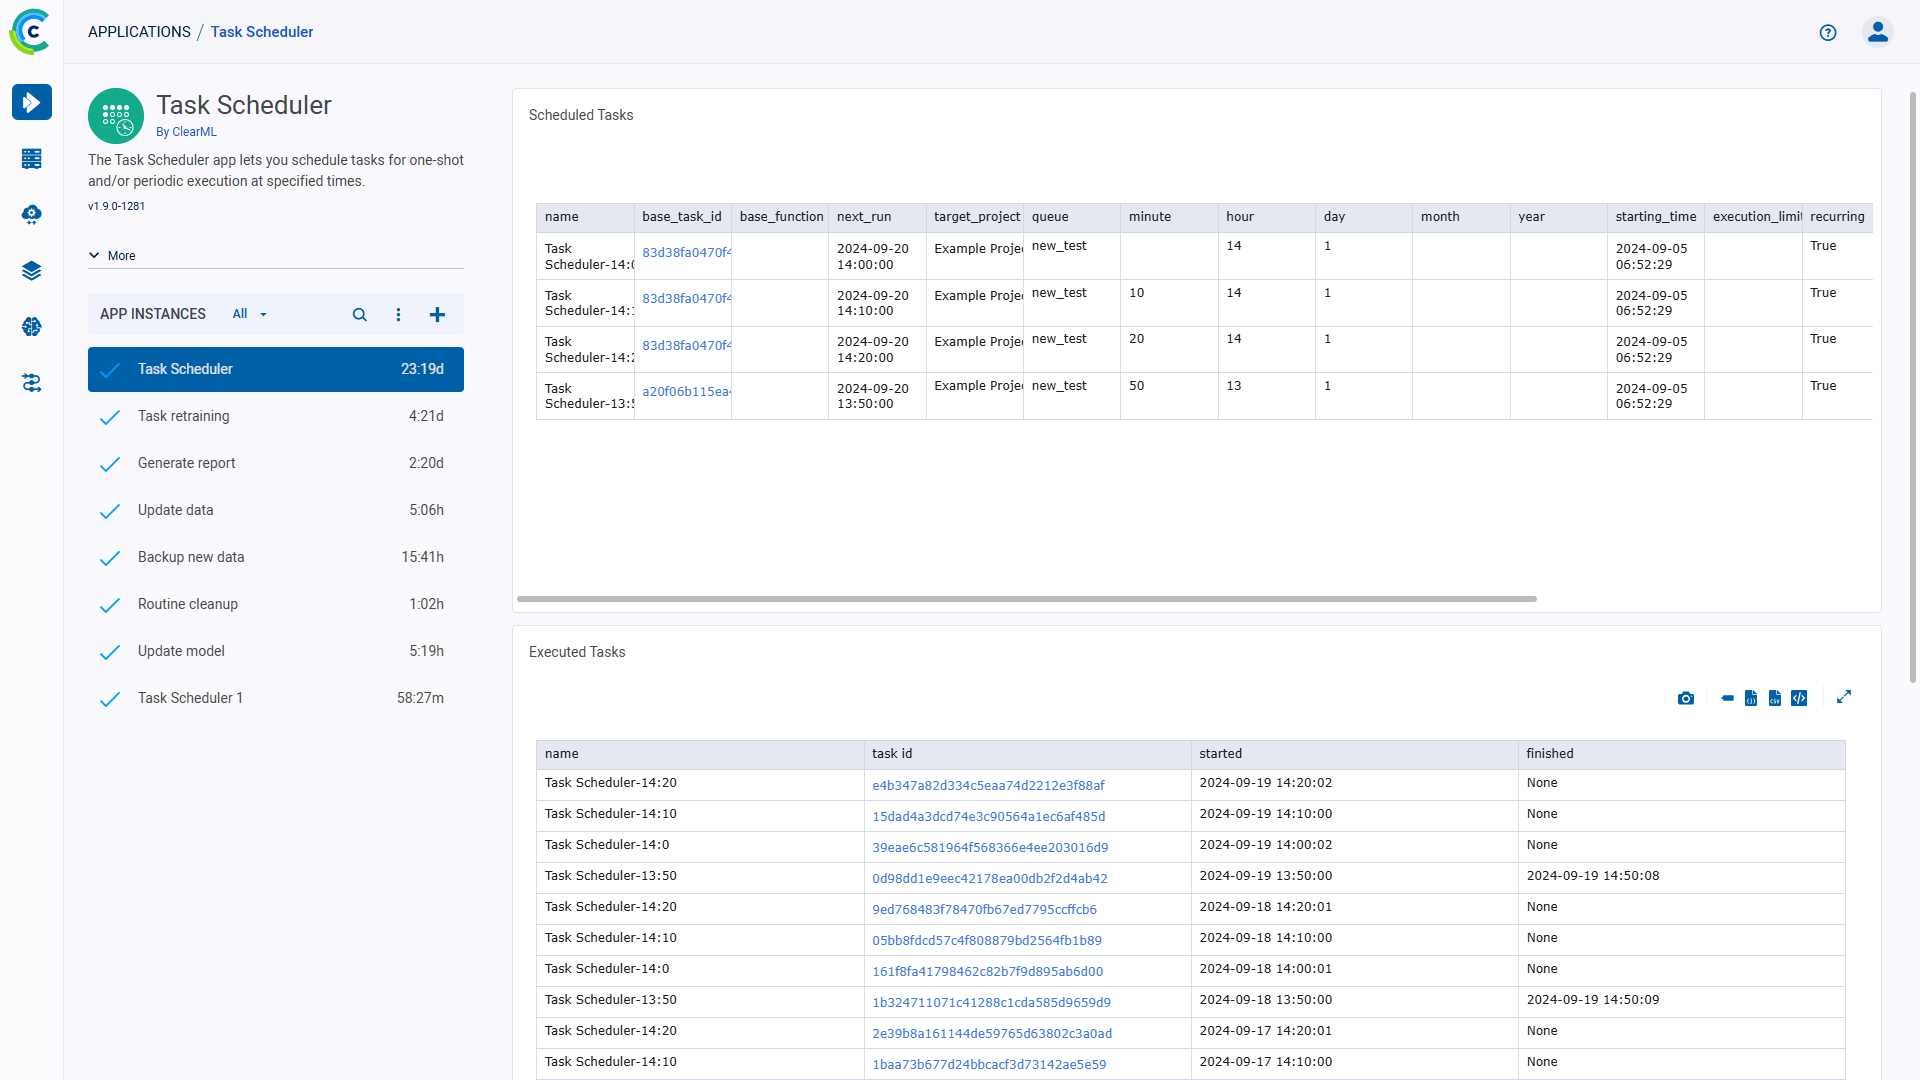 APPLICATIONS / Task Scheduler
Task Scheduler
By ClearML
The Task Scheduler app lets you schedule tasks for one-shot
and/or periodic execution at specified times.
v1.9.0-1281
More
APP INSTANCES All
Task Scheduler 23:19d
Task retraining 4:21d
Generate report 2:20d
Update data 5:06h
Backup new data 15:41h
Routine cleanup 1:02h
Update model 5:19h
Task Scheduler 1 58:27m
Scheduled Tasks
name base_task_id base_function next_run target_project queue minute hour day month year starting_time execution_limit recurring
Task Scheduler-14:0 83d38fa0470f4 2024-09-20 14:00:00 Example Projec new_test 14 1 2024-09-05 06:52:29 True
Task Scheduler-14:1 83d38fa0470f4 2024-09-20 14:10:00 Example Projec new_test 10 14 1 2024-09-05 06:52:29 True
Task Scheduler-14:2 83d38fa0470f4 2024-09-20 14:20:00 Example Projec new_test 20 14 1 2024-09-05 06:52:29 True
Task Scheduler-13:5 a20f06b115ea4 2024-09-20 13:50:00 Example Projec new_test 50 13 1 2024-09-05 06:52:29 True
Executed Tasks
name task id started finished
Task Scheduler-14:20 e4b347a82d334c5eaa74d2212e3f88af 2024-09-19 14:20:02 None
Task Scheduler-14:10 15dad4a3dcd74e3c90564a1ec6af485d 2024-09-19 14:10:00 None
Task Scheduler-14:0 39eae6c581964f568366e4ee203016d9 2024-09-19 14:00:02 None
Task Scheduler-13:50 0d98dd1e9eec42178ea00db2f2d4ab42 2024-09-19 13:50:00 2024-09-19 14:50:08
Task Scheduler-14:20 9ed768483f78470fb67ed7795ccffcb6 2024-09-18 14:20:01 None
Task Scheduler-14:10 05bb8fdcd57c4f808879bd2564fb1b89 2024-09-18 14:10:00 None
Task Scheduler-14:0 161f8fa41798462c82b7f9d895ab6d00 2024-09-18 14:00:01 None
Task Scheduler-13:50 1b324711071c41288c1cda585d9659d9 2024-09-18 13:50:00 2024-09-19 14:50:09
Task Scheduler-14:20 2e39b8a161144de59765d63802c3a0ad 2024-09-17 14:20:01 None
Task Scheduler-14:10 1baa73b677d24bbcacf3d73142ae5e59 2024-09-17 14:10:00 None